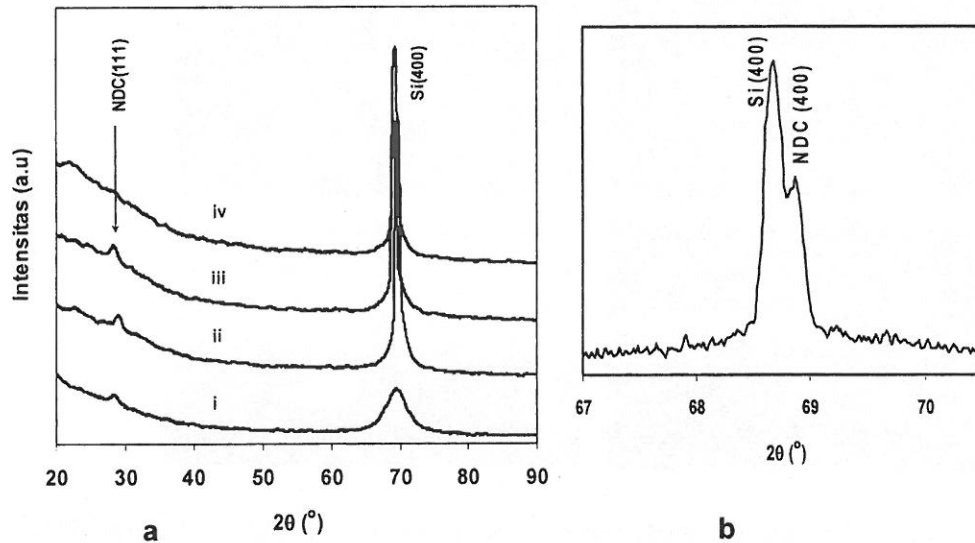 NDC(111)
Si(400)
iv
iii
ii
i
Intensitas (a.u)
20 30 40 50 60 70 80 90
2θ (°)
a
Si (400)
NDC (400)
67 68 69 70
2θ (°)
b